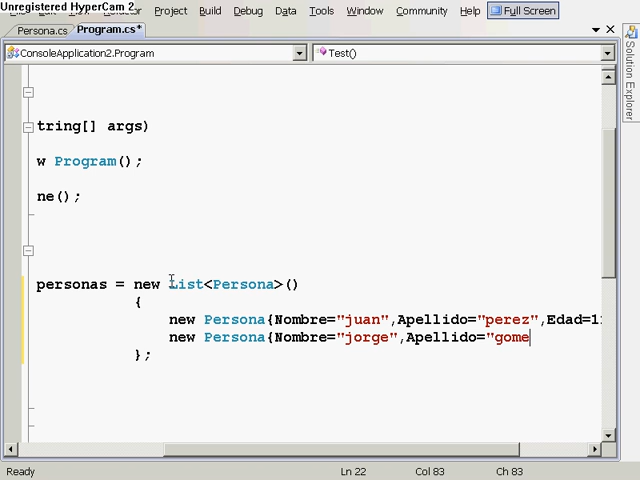 Unregistered HyperCam 2
Project Build Debug Data Tools Window Community Help Full Screen
Persona.cs Program.cs*
ConsoleApplication2.Program Test()
Solution Explorer
tring[] args)
w Program();
ne();
personas = new List<Persona>()
{
new Persona{Nombre="juan",Apellido="perez",Edad=1
new Persona{Nombre="jorge",Apellido="gome
};
Ready Ln 22 Col 83 Ch 83